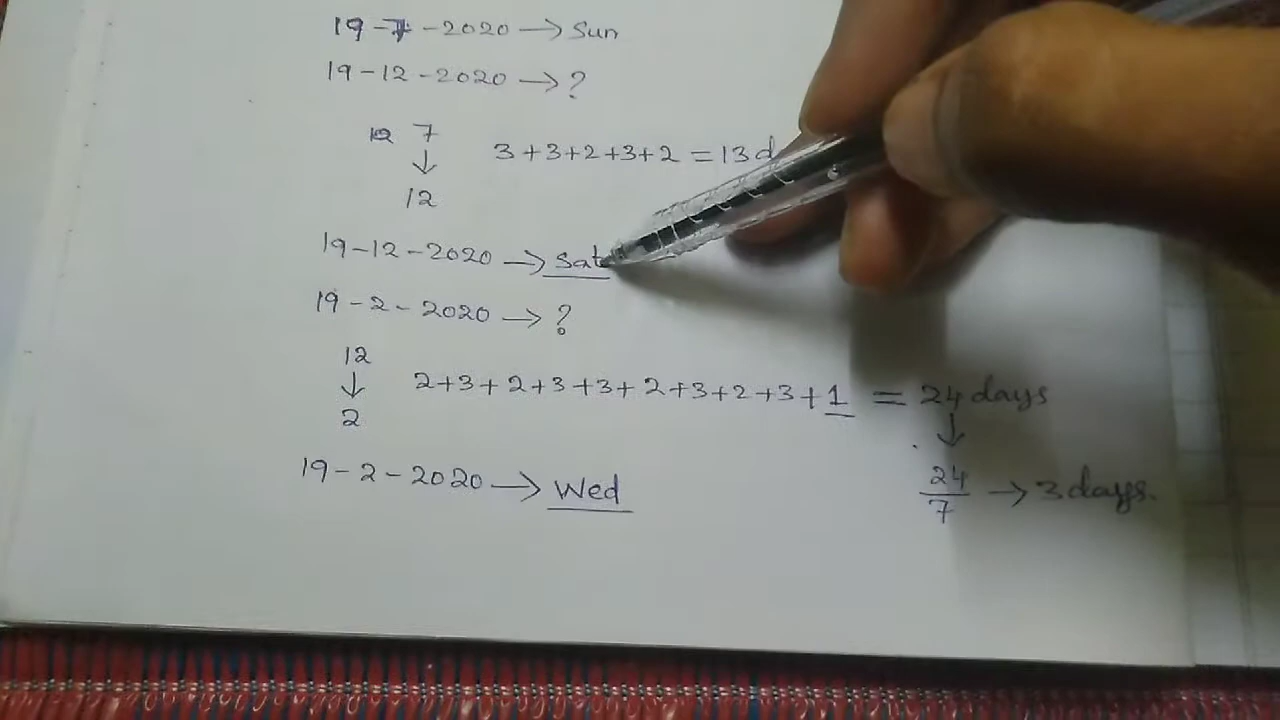 19-7-2020 → Sun
19-12-2020 → ?
12 7
↓
12
3+3+2+3+2 = 13 d
19-12-2020 → Sat
19-2-2020 → ?
12
↓
2
2+3+2+3+3+2+3+2+3+1 = 24 days
↓
24/7 → 3 days.
19-2-2020 → Wed